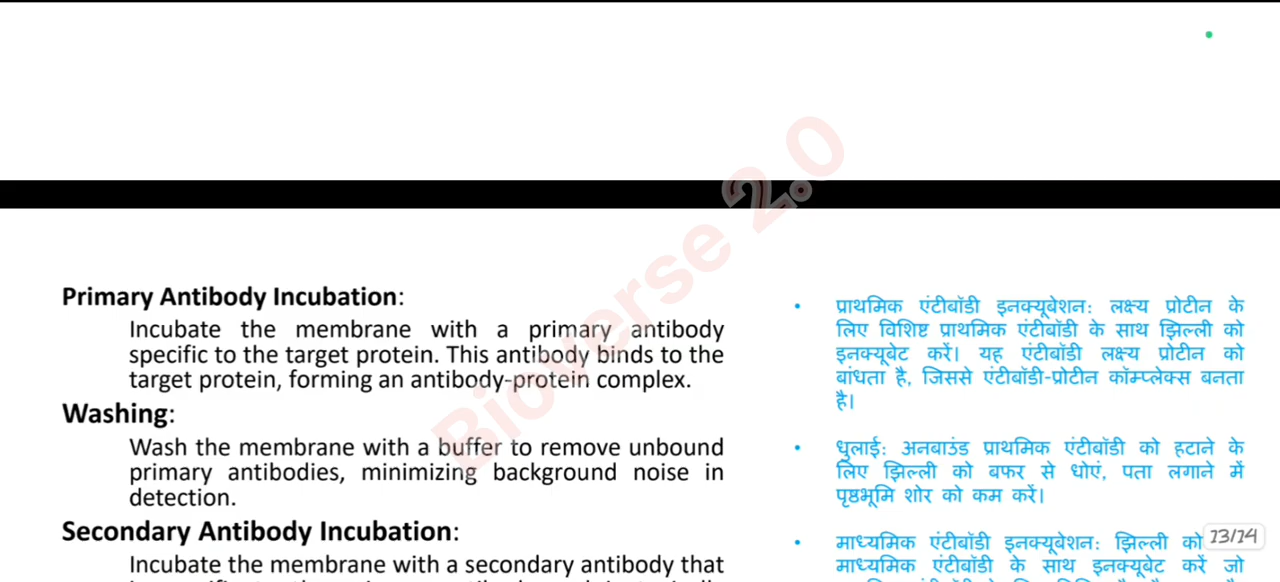 Bioverse 2.0
Primary Antibody Incubation:
Incubate the membrane with a primary antibody
specific to the target protein. This antibody binds to the
target protein, forming an antibody-protein complex.
Washing:
Wash the membrane with a buffer to remove unbound
primary antibodies, minimizing background noise in
detection.
Secondary Antibody Incubation:
Incubate the membrane with a secondary antibody that
• प्राथमिक एंटीबॉडी इनक्यूबेशन: लक्ष्य प्रोटीन के
लिए विशिष्ट प्राथमिक एंटीबॉडी के साथ झिल्ली को
इनक्यूबेट करें। यह एंटीबॉडी लक्ष्य प्रोटीन को
बांधता है, जिससे एंटीबॉडी-प्रोटीन कॉम्प्लेक्स बनता
है।
• धुलाई: अनबाउंड प्राथमिक एंटीबॉडी को हटाने के
लिए झिल्ली को बफर से धोएं, पता लगाने में
पृष्ठभूमि शोर को कम करें।
• माध्यमिक एंटीबॉडी इनक्यूबेशन: झिल्ली को
माध्यमिक एंटीबॉडी के साथ इनक्यूबेट करें जो
13/14